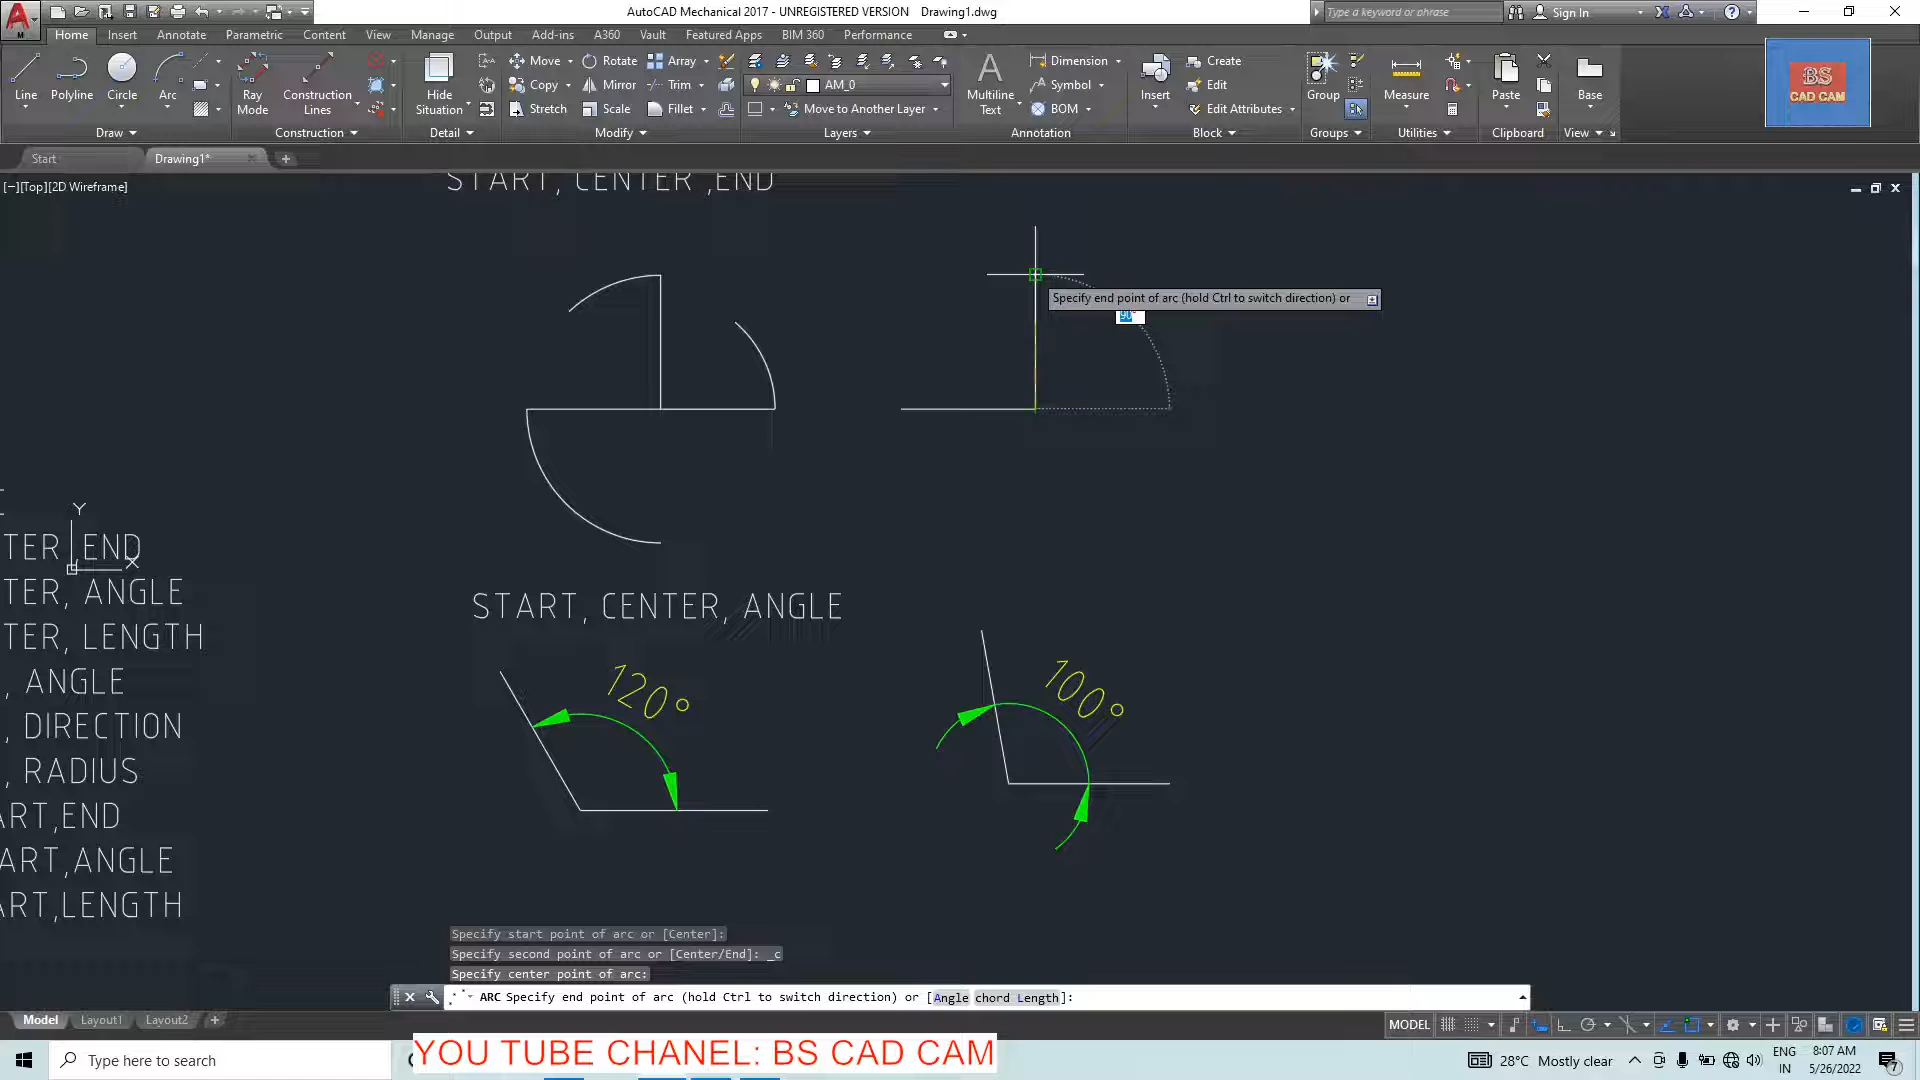 AutoCAD Mechanical 2017 - UNREGISTERED VERSION Drawing1.dwg
Type a keyword or phrase
Sign In
Home Insert Annotate Parametric Content View Manage Output Add-ins A360 Vault Featured Apps BIM 360 Performance
Line Polyline Circle Arc
Ray Mode
Construction Lines
Hide Situation
Move Rotate Array
Copy Mirror Trim
Stretch Scale Fillet
AM_0
Move to Another Layer
Multiline Text
Dimension
Symbol
BOM
Insert
Create
Edit
Edit Attributes
Group
Measure
Paste
Base
BS
CAD CAM
Draw Construction Detail Modify Layers Annotation Block Groups Utilities Clipboard View
Start Drawing1*
[−][Top][2D Wireframe]
START, CENTER ,END
Specify end point of arc (hold Ctrl to switch direction) or
90°
Y
X
TER ,END
TER, ANGLE
TER, LENGTH
, ANGLE
, DIRECTION
, RADIUS
ART,END
ART,ANGLE
ART,LENGTH
START, CENTER, ANGLE
120°
100°
Specify start point of arc or [Center]:
Specify second point of arc or [Center/End]: _c
Specify center point of arc:
ARC Specify end point of arc (hold Ctrl to switch direction) or [Angle chord Length]:
Model Layout1 Layout2
MODEL
Type here to search
YOU TUBE CHANEL: BS CAD CAM
28°C Mostly clear
ENG
IN
8:07 AM
5/26/2022
7